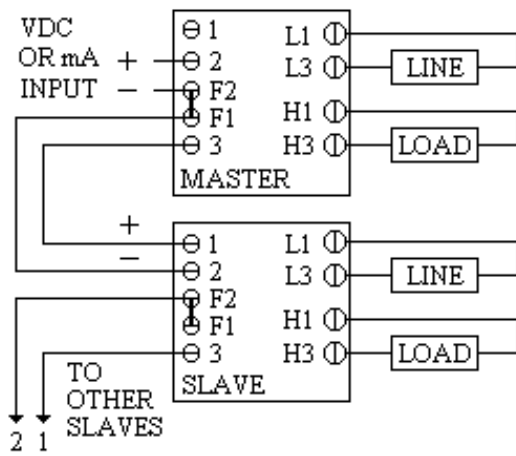 VDC
OR mA +
INPUT −
1
2
F2
F1
3
MASTER
L1
L3
H1
H3
LINE
LOAD
+
−
1
2
F2
F1
3
SLAVE
L1
L3
H1
H3
LINE
LOAD
TO
OTHER
SLAVES
2 1